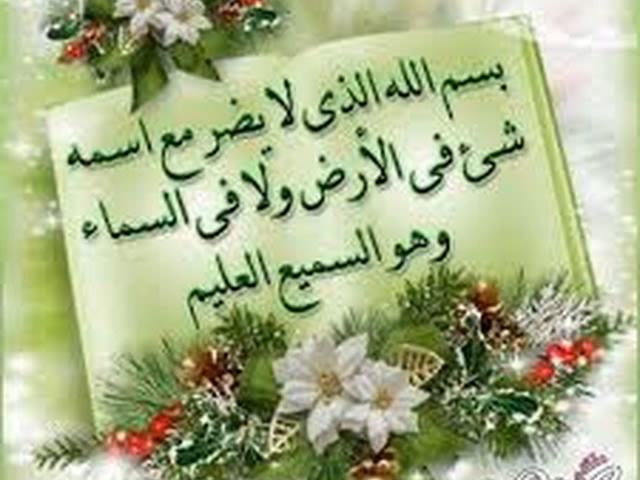 بسم الله الذى لا يضر مع اسمه
شئ فى الأرض ولا فى السماء
وهو السميع العليم